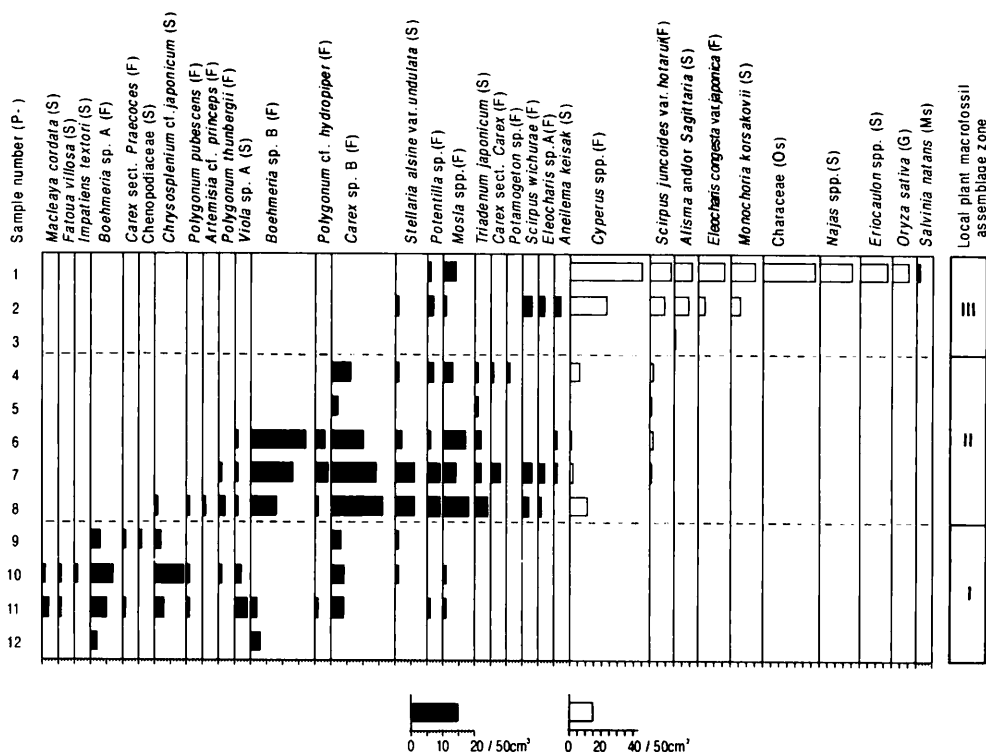 Sample number (P-)
Macleaya cordata (S)
Fatoua villosa (S)
Impatiens textori (S)
Boehmeria sp. A (F)
Carex sect. Praecoces (F)
Chenopodiaceae (S)
Chrysosplenium cf. japonicum (S)
Polygonum pubescens (F)
Artemisia cf. princeps (F)
Polygonum thunbergii (F)
Viola sp. A (S)
Boehmeria sp. B (F)
Polygonum cf. hydropiper (F)
Carex sp. B (F)
Stellaria alsine var. undulata (S)
Potentilla sp. (F)
Mosla spp. (F)
Triadenum japonicum (S)
Carex sect. Carex (F)
Potamogeton sp. (F)
Scirpus wichurae (F)
Eleocharis sp. A (F)
Aneilema keisak (S)
Cyperus spp. (F)
Scirpus juncoides var. hotarui (F)
Alisma and/or Sagittaria (S)
Eleocharis congesta var. japonica (F)
Monochoria korsakovii (S)
Characeae (Os)
Najas spp. (S)
Eriocaulon spp. (S)
Oryza sativa (G)
Salvinia natans (Ms)
Local plant macrofossil
assemblage zone
1
2
3
4
5
6
7
8
9
10
11
12
III
II
I
0 10 20 / 50cm³
0 20 40 / 50cm³